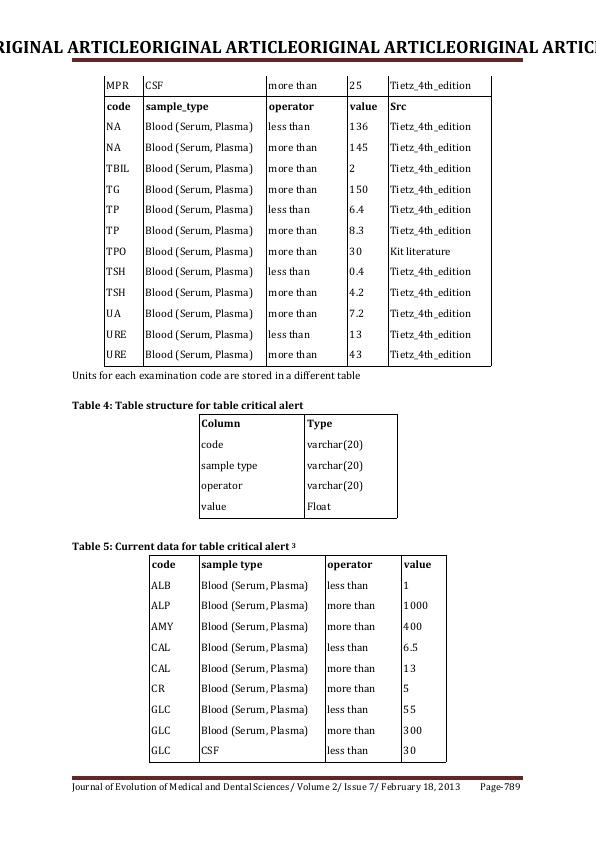 RIGINAL ARTICLEORIGINAL ARTICLEORIGINAL ARTICLEORIGINAL ARTIC
MPR CSF more than 25 Tietz_4th_edition
code sample_type operator value Src
NA Blood (Serum, Plasma) less than 136 Tietz_4th_edition
NA Blood (Serum, Plasma) more than 145 Tietz_4th_edition
TBIL Blood (Serum, Plasma) more than 2 Tietz_4th_edition
TG Blood (Serum, Plasma) more than 150 Tietz_4th_edition
TP Blood (Serum, Plasma) less than 6.4 Tietz_4th_edition
TP Blood (Serum, Plasma) more than 8.3 Tietz_4th_edition
TPO Blood (Serum, Plasma) more than 30 Kit literature
TSH Blood (Serum, Plasma) less than 0.4 Tietz_4th_edition
TSH Blood (Serum, Plasma) more than 4.2 Tietz_4th_edition
UA Blood (Serum, Plasma) more than 7.2 Tietz_4th_edition
URE Blood (Serum, Plasma) less than 13 Tietz_4th_edition
URE Blood (Serum, Plasma) more than 43 Tietz_4th_edition
Units for each examination code are stored in a different table
Table 4: Table structure for table critical alert
Column Type
code varchar(20)
sample type varchar(20)
operator varchar(20)
value Float
Table 5: Current data for table critical alert ³
code sample type operator value
ALB Blood (Serum, Plasma) less than 1
ALP Blood (Serum, Plasma) more than 1000
AMY Blood (Serum, Plasma) more than 400
CAL Blood (Serum, Plasma) less than 6.5
CAL Blood (Serum, Plasma) more than 13
CR Blood (Serum, Plasma) more than 5
GLC Blood (Serum, Plasma) less than 55
GLC Blood (Serum, Plasma) more than 300
GLC CSF less than 30
Journal of Evolution of Medical and Dental Sciences/ Volume 2/ Issue 7/ February 18, 2013 Page-789